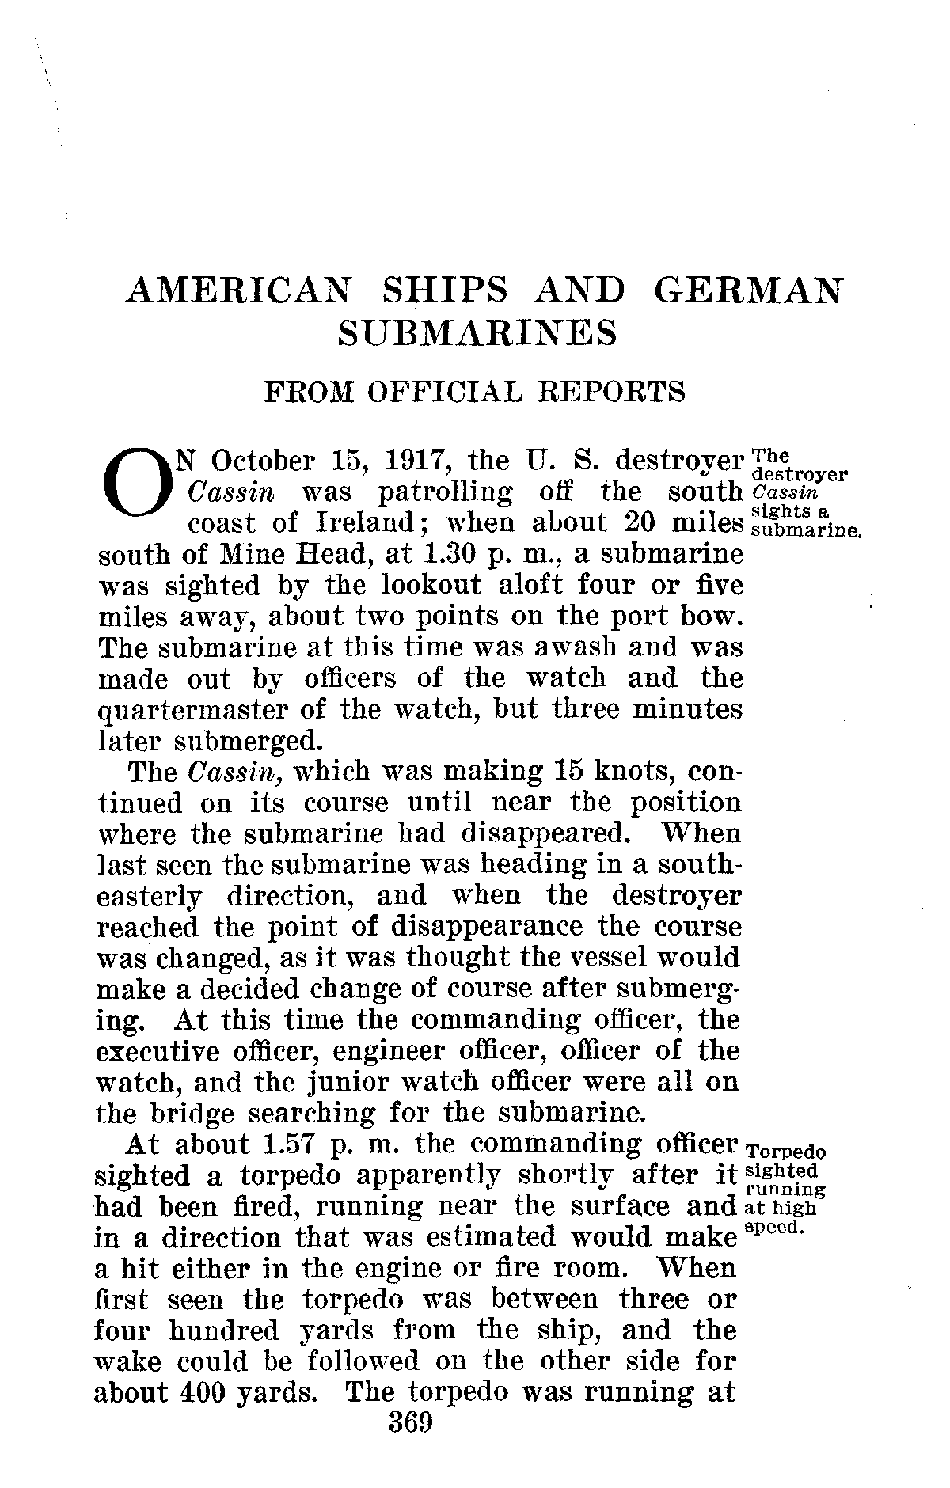 AMERICAN SHIPS AND GERMAN
SUBMARINES
FROM OFFICIAL REPORTS
ON October 15, 1917, the U. S. destroyer
Cassin was patrolling off the south
coast of Ireland; when about 20 miles
south of Mine Head, at 1.30 p. m., a submarine
was sighted by the lookout aloft four or five
miles away, about two points on the port bow.
The submarine at this time was awash and was
made out by officers of the watch and the
quartermaster of the watch, but three minutes
later submerged.
The Cassin, which was making 15 knots, con-
tinued on its course until near the position
where the submarine had disappeared. When
last seen the submarine was heading in a south-
easterly direction, and when the destroyer
reached the point of disappearance the course
was changed, as it was thought the vessel would
make a decided change of course after submerg-
ing. At this time the commanding officer, the
executive officer, engineer officer, officer of the
watch, and the junior watch officer were all on
the bridge searching for the submarine.
At about 1.57 p. m. the commanding officer
sighted a torpedo apparently shortly after it
had been fired, running near the surface and
in a direction that was estimated would make
a hit either in the engine or fire room. When
first seen the torpedo was between three or
four hundred yards from the ship, and the
wake could be followed on the other side for
about 400 yards. The torpedo was running at
The
destroyer
Cassin
sights a
submarine.
Torpedo
sighted
running
at high
speed.
369